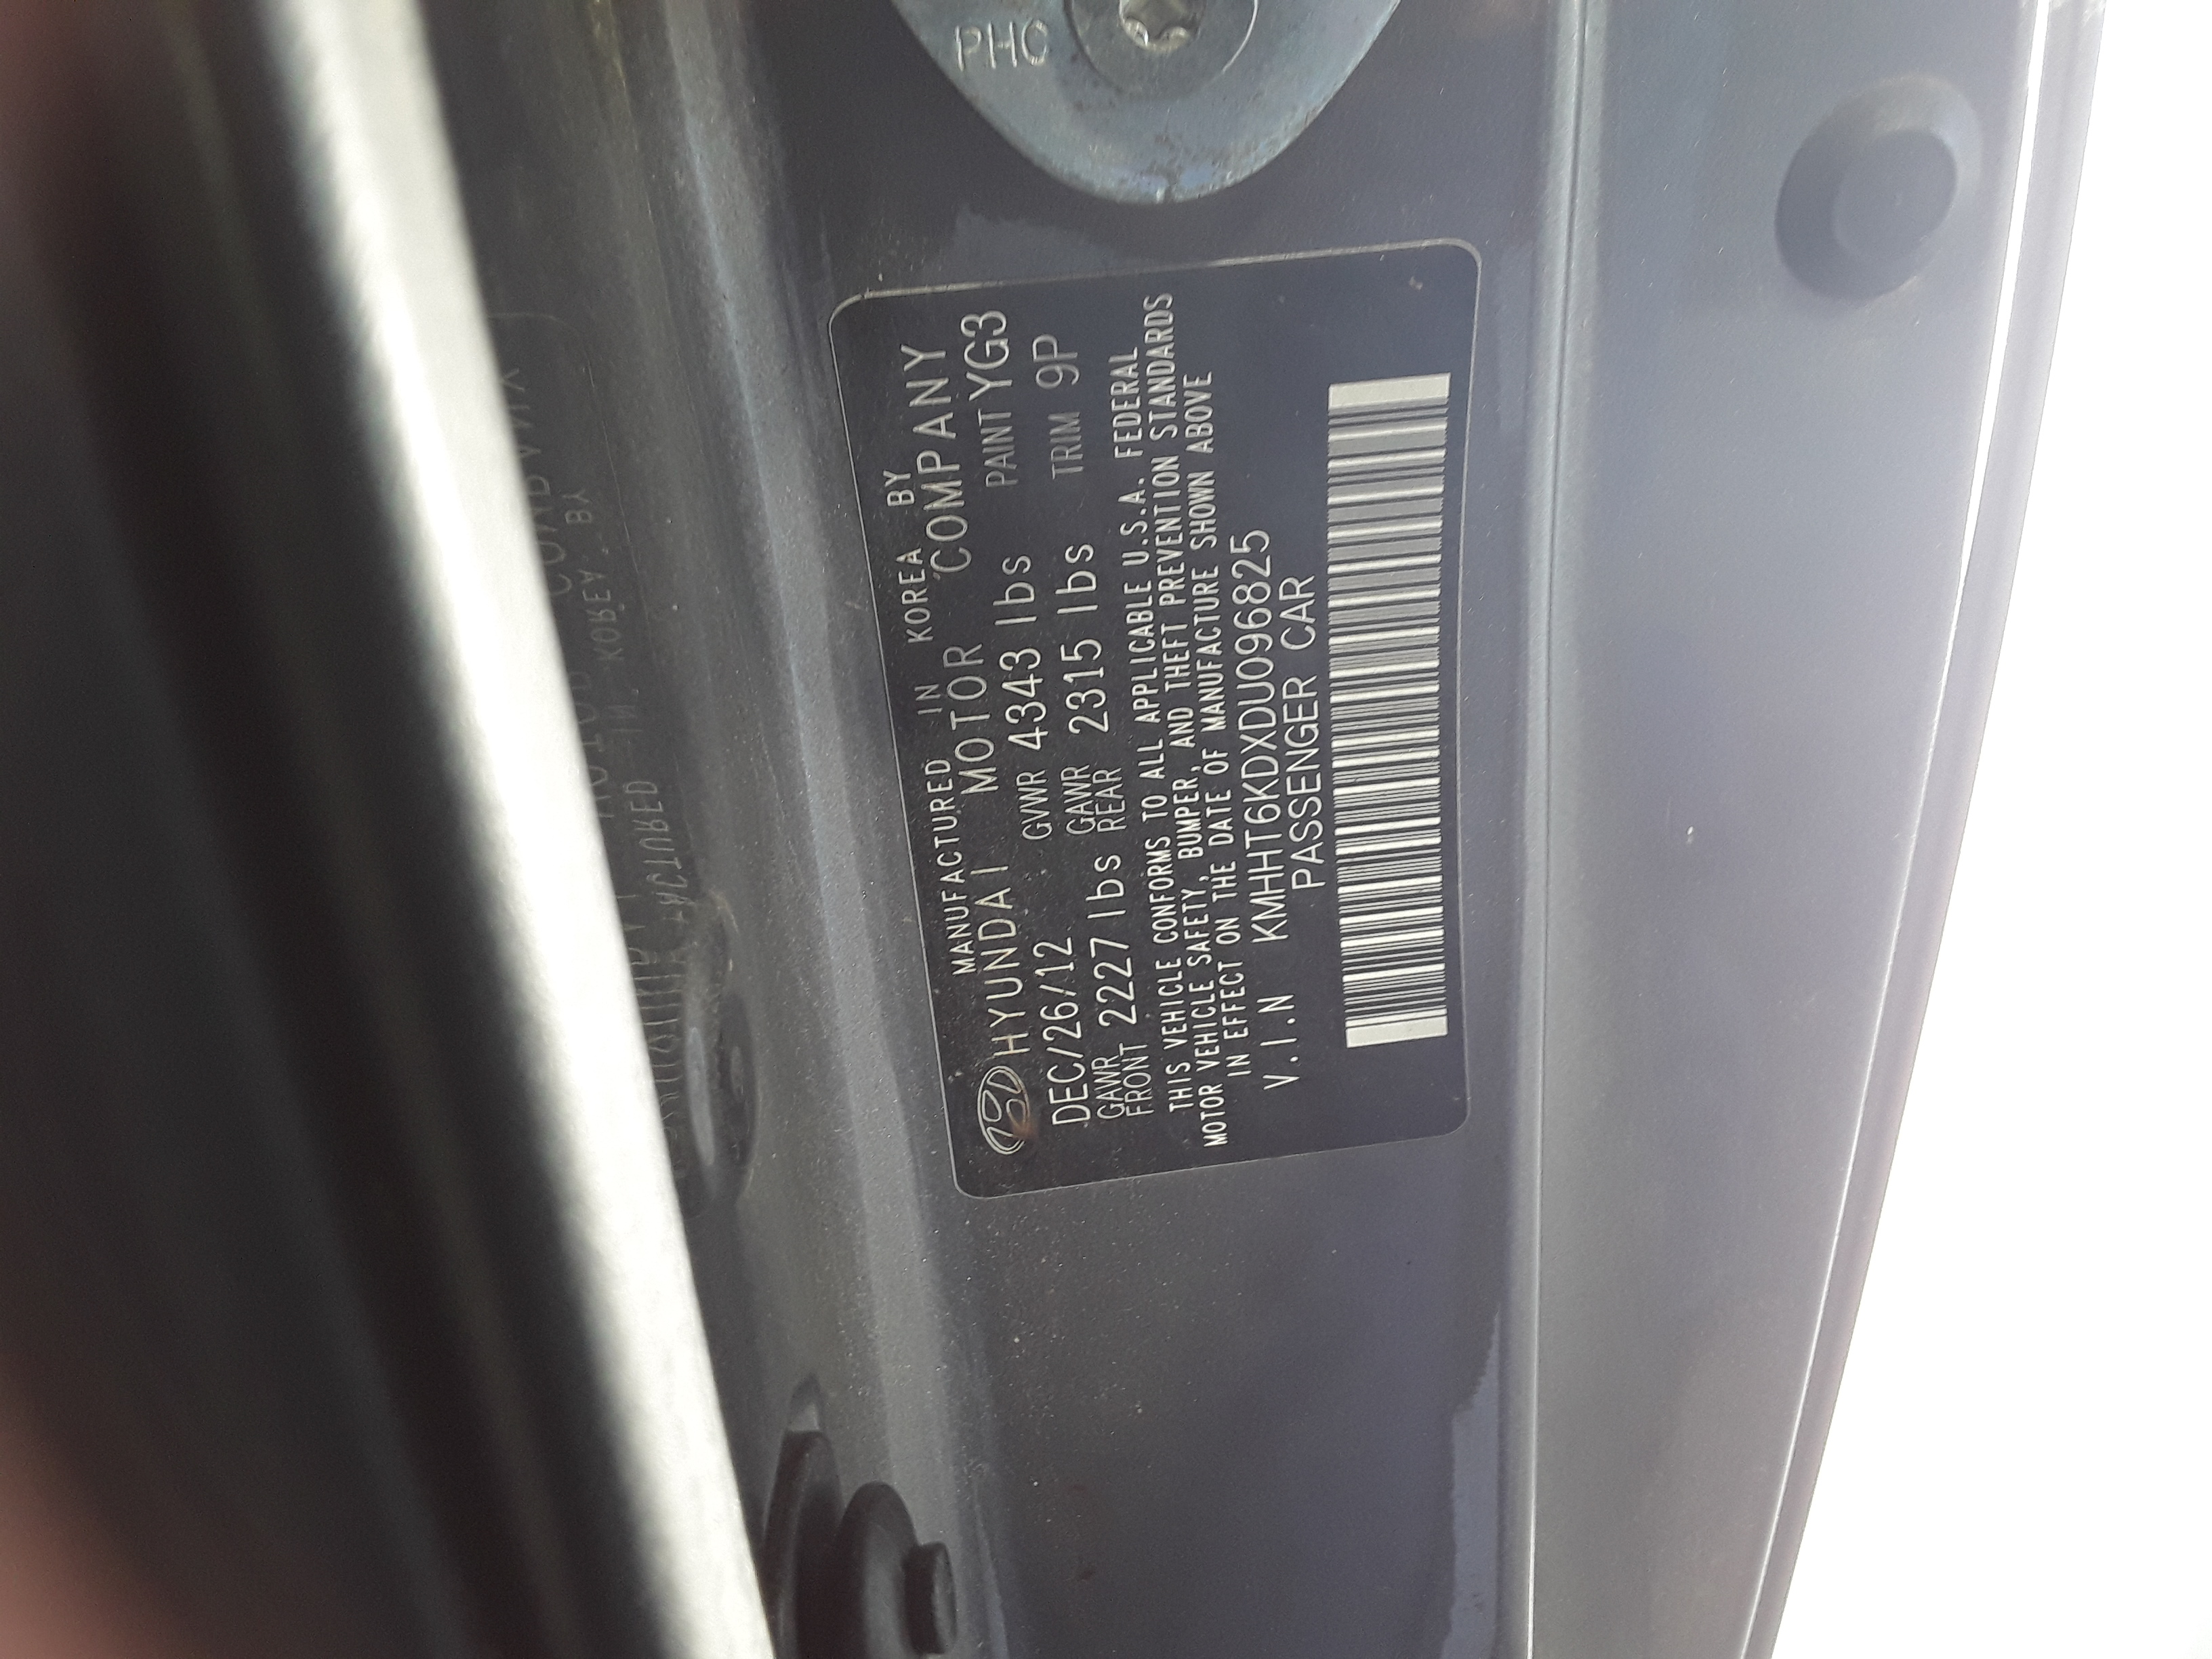 PHC
MANUFACTURED IN KOREA BY
HYUNDAI MOTOR COMPANY
DEC/26/12 GVWR 4343 lbs PAINT YG3
GAWR FRONT 2227 lbs GAWR REAR 2315 lbs TRIM 9P
THIS VEHICLE CONFORMS TO ALL APPLICABLE U.S.A. FEDERAL
MOTOR VEHICLE SAFETY, BUMPER, AND THEFT PREVENTION STANDARDS
IN EFFECT ON THE DATE OF MANUFACTURE SHOWN ABOVE
V.I.N KMHHT6KDXDU096825
PASSENGER CAR